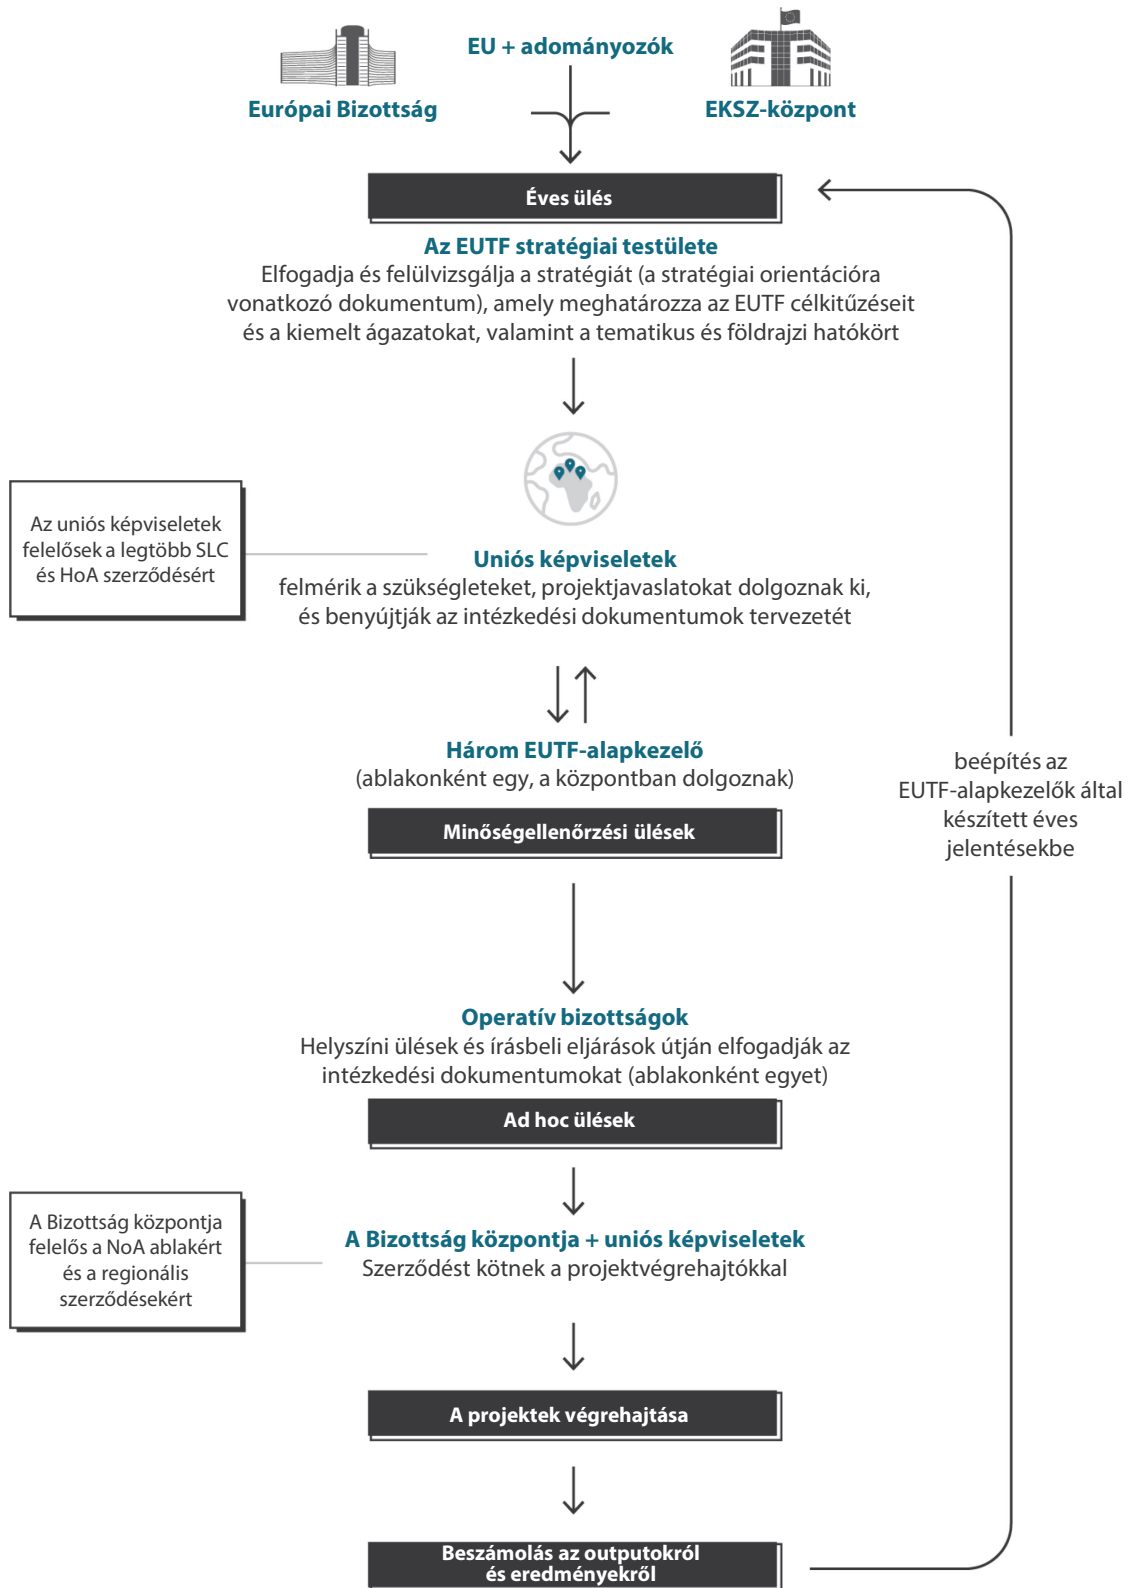 EU + adományozók
Európai Bizottság
EKSZ-központ
Éves ülés
Az EUTF stratégiai testülete
Elfogadja és felülvizsgálja a stratégiát (a stratégiai orientációra
vonatkozó dokumentum), amely meghatározza az EUTF célkitűzéseit
és a kiemelt ágazatokat, valamint a tematikus és földrajzi hatókört
Az uniós képviseletek
felelősek a legtöbb SLC
és HoA szerződésért
Uniós képviseletek
felmérik a szükségleteket, projektjavaslatokat dolgoznak ki,
és benyújtják az intézkedési dokumentumok tervezetét
Három EUTF-alapkezelő
(ablakonként egy, a központban dolgoznak)
Minőségellenőrzési ülések
beépítés az
EUTF-alapkezelők által
készített éves
jelentésekbe
Operatív bizottságok
Helyszíni ülések és írásbeli eljárások útján elfogadják az
intézkedési dokumentumokat (ablakonként egyet)
Ad hoc ülések
A Bizottság központja
felelős a NoA ablakért
és a regionális
szerződésekért
A Bizottság központja + uniós képviseletek
Szerződést kötnek a projektvégrehajtókkal
A projektek végrehajtása
Beszámolás az outputokról
és eredményekről